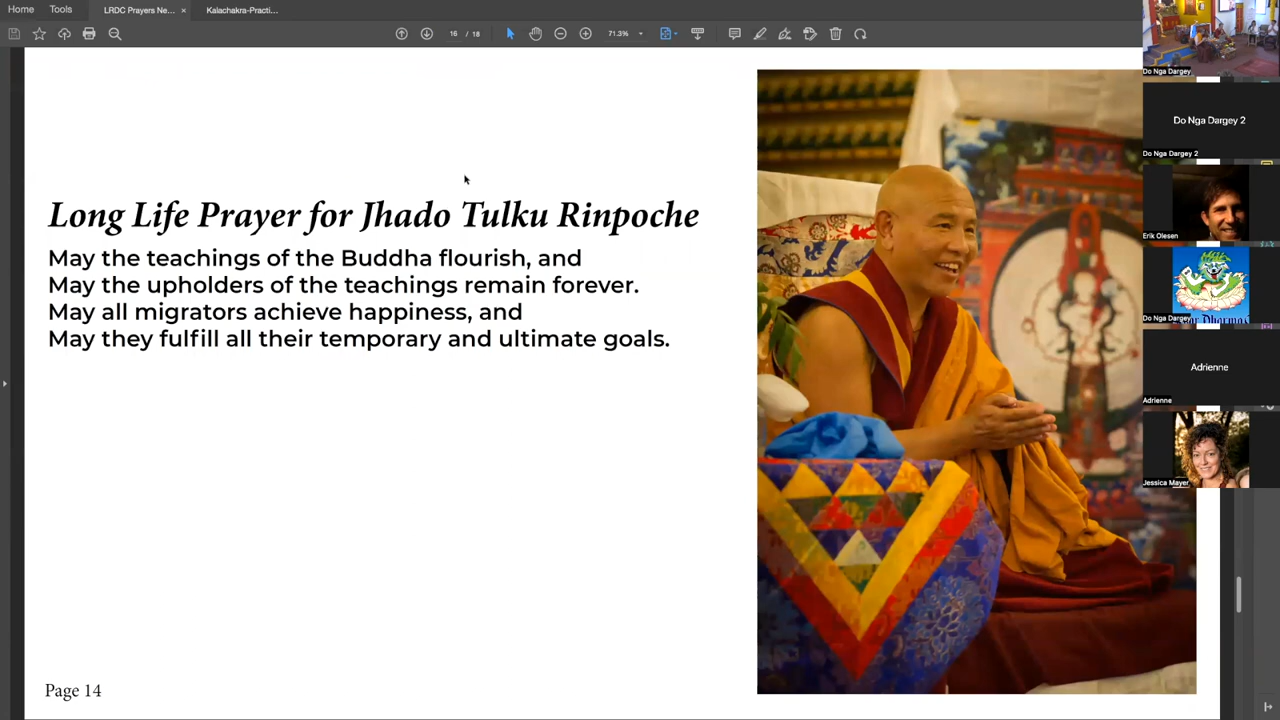 Home
Tools
LRDC Prayers Ne...
×
Kalachakra-Practi...
16 / 18
71.3%
Long Life Prayer for Jhado Tulku Rinpoche
May the teachings of the Buddha flourish, and
May the upholders of the teachings remain forever.
May all migrators achieve happiness, and
May they fulfill all their temporary and ultimate goals.
Page 14
Do Nga Dargey
Do Nga Dargey 2
Do Nga Dargey 2
Erik Olesen
Do Nga Dargey
Adrienne
Adrienne
Jessica Mayer